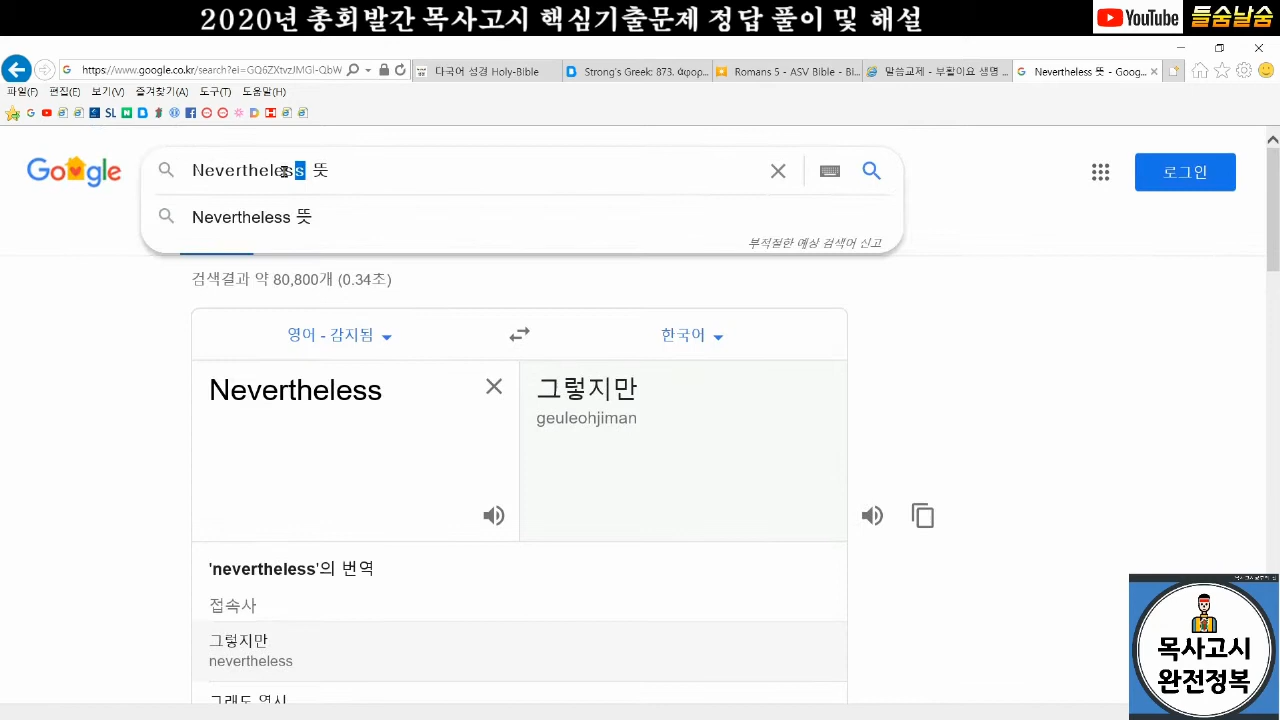 2020년 총회발간 목사고시 핵심기출문제 정답 풀이 및 해설
YouTube 들숨날숨
https://www.google.co.kr/search?ei=GQ6ZXtvzJMGl-QbW
다국어 성경 Holy-Bible
Strong's Greek: 873. ἀφορ...
Romans 5 - ASV Bible - Bl...
말씀교제 - 부활이요 생명 ...
Nevertheless 뜻 - Goog...
파일(F) 편집(E) 보기(V) 즐겨찾기(A) 도구(T) 도움말(H)
SL
Google
Nevertheless 뜻
로그인
Nevertheless 뜻
부적절한 예상 검색어 신고
검색결과 약 80,800개 (0.34초)
영어 - 감지됨
한국어
Nevertheless
그렇지만
geuleohjiman
'nevertheless'의 번역
접속사
그렇지만
nevertheless
그래도 역시
목사고시
완전정복